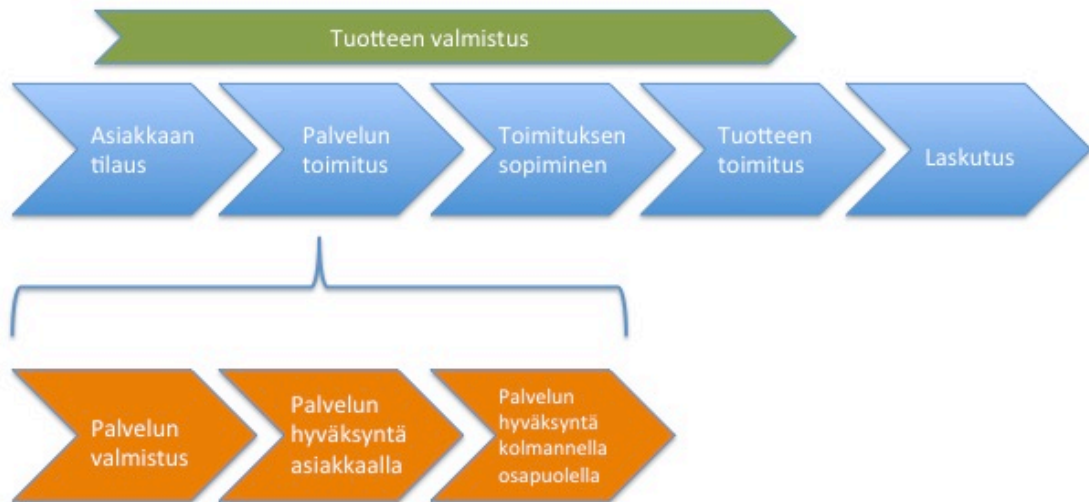 Tuotteen valmistus
Asiakkaan
tilaus
Palvelun
toimitus
Toimituksen
sopiminen
Tuotteen
toimitus
Laskutus
Palvelun
valmistus
Palvelun
hyväksyntä
asiakkaalla
Palvelun
hyväksyntä
kolmannella
osapuolella